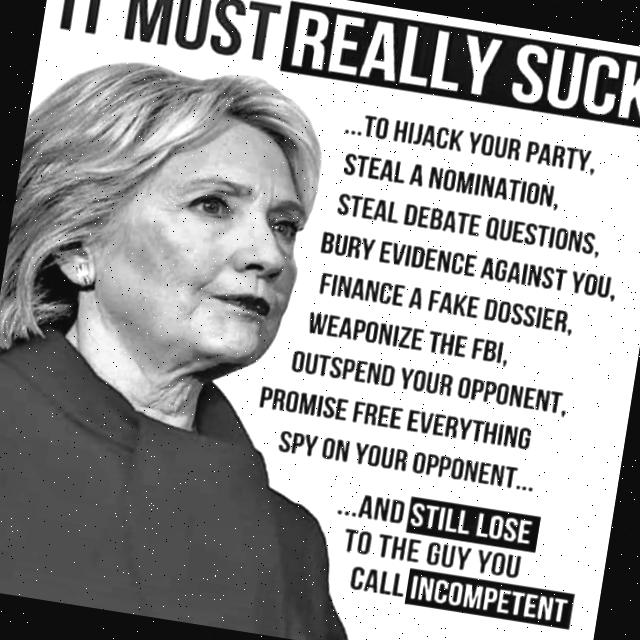 IT MUST REALLY SUCK
...TO HIJACK YOUR PARTY,
STEAL A NOMINATION,
STEAL DEBATE QUESTIONS,
BURY EVIDENCE AGAINST YOU,
FINANCE A FAKE DOSSIER,
WEAPONIZE THE FBI,
OUTSPEND YOUR OPPONENT,
PROMISE FREE EVERYTHING
SPY ON YOUR OPPONENT...
...AND STILL LOSE
TO THE GUY YOU
CALL INCOMPETENT